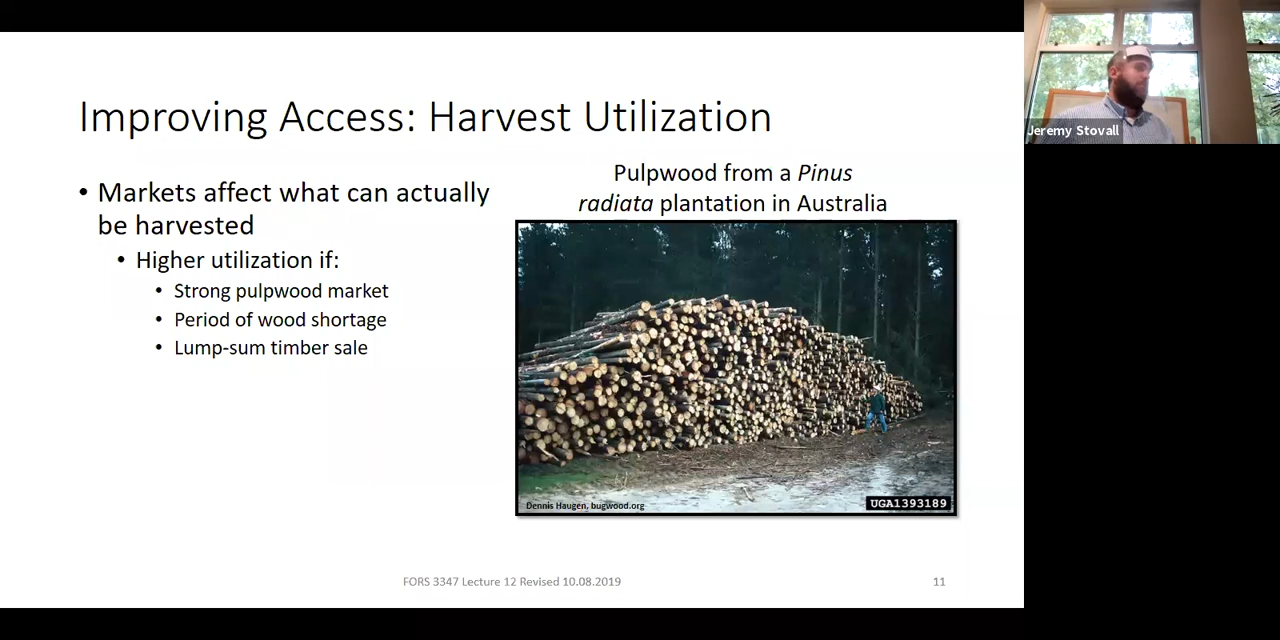 Improving Access: Harvest Utilization
• Markets affect what can actually
be harvested
• Higher utilization if:
• Strong pulpwood market
• Period of wood shortage
• Lump-sum timber sale
Pulpwood from a Pinus
radiata plantation in Australia
Dennis Haugen, bugwood.org
UGA1393189
FORS 3347 Lecture 12 Revised 10.08.2019
11
Jeremy Stovall